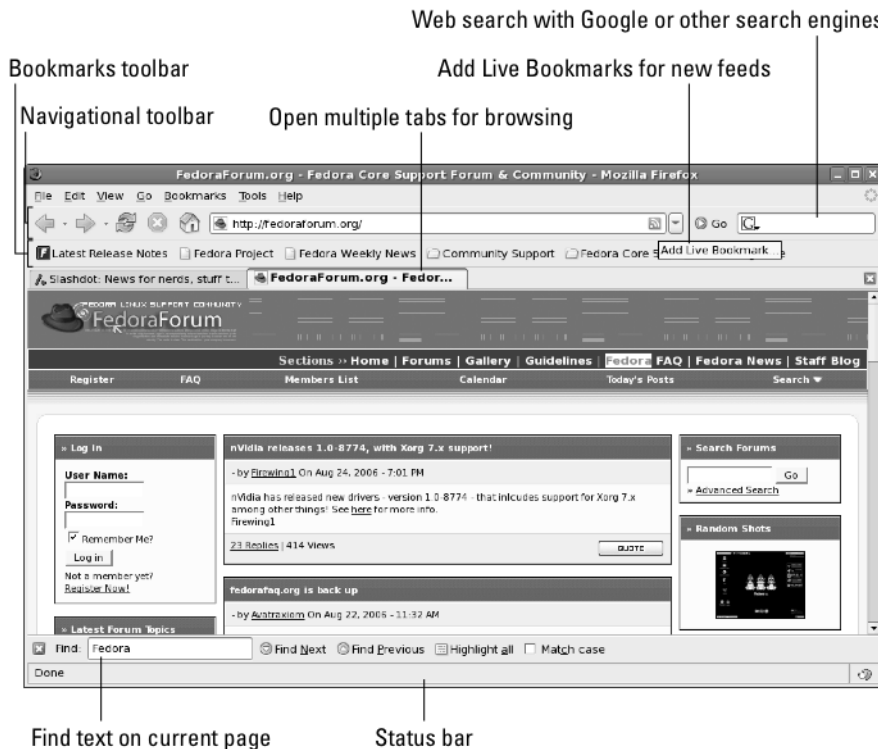 Web search with Google or other search engines
Bookmarks toolbar
Add Live Bookmarks for new feeds
Navigational toolbar
Open multiple tabs for browsing
FedoraForum.org - Fedora Core Support Forum & Community - Mozilla Firefox
File Edit View Go Bookmarks Tools Help
http://fedoraforum.org/
Go
G
Latest Release Notes Fedora Project Fedora Weekly News Community Support Fedora Core S
Add Live Bookmark...
Slashdot: News for nerds, stuff t... FedoraForum.org - Fedor...
FEDORA LINUX SUPPORT COMMUNITY
FedoraForum
Sections » Home | Forums | Gallery | Guidelines | Fedora FAQ | Fedora News | Staff Blog
Register FAQ Members List Calendar Today's Posts Search
» Log in
User Name:
Password:
Remember Me?
Log in
Not a member yet?
Register Now!
» Latest Forum Topics
nVidia releases 1.0-8774, with Xorg 7.x support!
- by Firewing1 On Aug 24, 2006 - 7:01 PM
nVidia has released new drivers - version 1.0-8774 - that inlcudes support for Xorg 7.x
among other things! See here for more info.
Firewing1
23 Replies | 414 Views
QUOTE
fedorafaq.org is back up
- by Avatraxiom On Aug 22, 2006 - 11:32 AM
» Search Forums
Go
» Advanced Search
» Random Shots
Find: Fedora Find Next Find Previous Highlight all Match case
Done
Find text on current page
Status bar